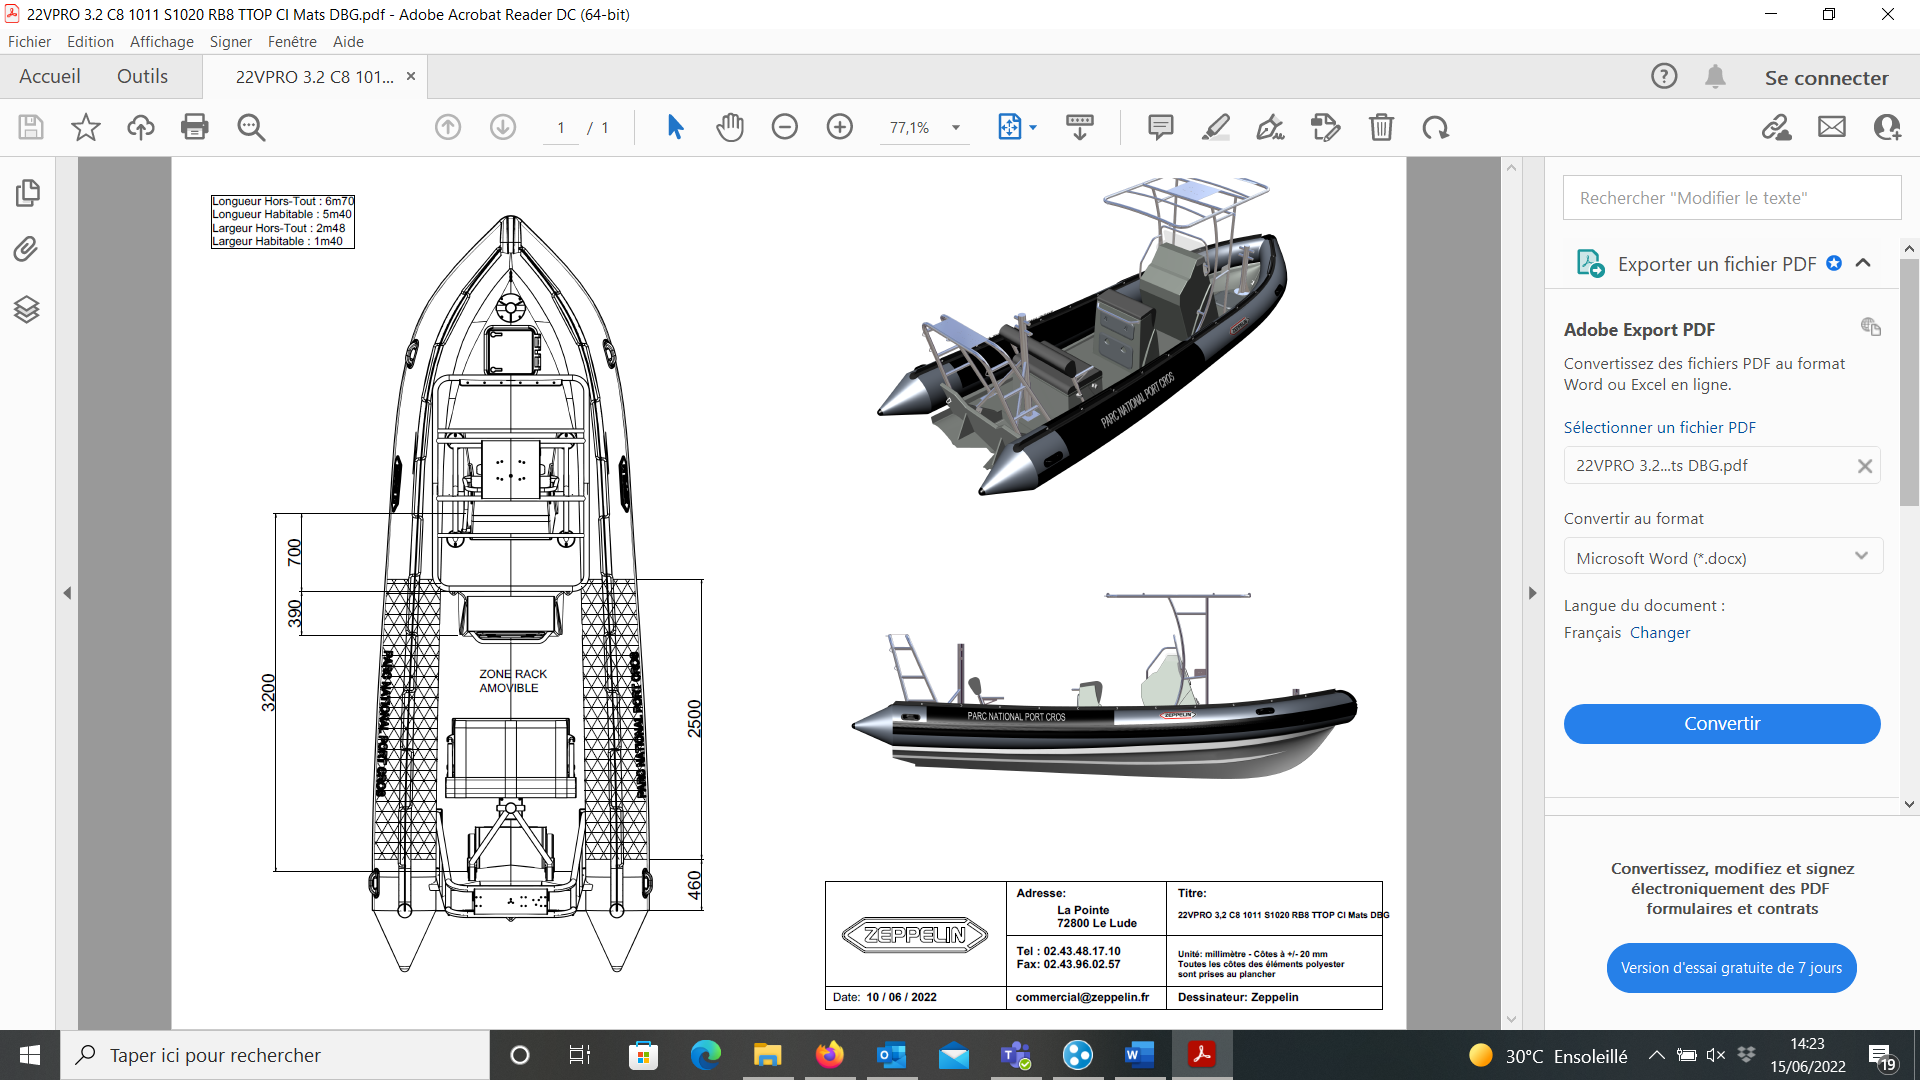 22VPRO 3.2 C8 1011 S1020 RB8 TTOP CI Mats DBG.pdf - Adobe Acrobat Reader DC (64-bit)
Fichier Edition Affichage Signer Fenêtre Aide
Accueil Outils 22VPRO 3.2 C8 101... × Se connecter
1 / 1 77,1%
Longueur Hors-Tout : 6m70
Longueur Habitable : 5m40
Largeur Hors-Tout : 2m48
Largeur Habitable : 1m40
700
390
3200
2500
460
ZONE RACK
AMOVIBLE
PARC NATIONAL PORT CROS
PARC NATIONAL PORT CROS
PARC NATIONAL PORT CROS
PARC NATIONAL PORT CROS
ZEPPELIN
ZEPPELIN
Adresse:
La Pointe
72800 Le Lude
Titre:
22VPRO 3,2 C8 1011 S1020 RB8 TTOP CI Mats DBG
Tel : 02.43.48.17.10
Fax: 02.43.96.02.57
Unité: millimètre - Côtes à +/- 20 mm
Toutes les côtes des éléments polyester
sont prises au plancher
Date: 10 / 06 / 2022
commercial@zeppelin.fr
Dessinateur: Zeppelin
Rechercher "Modifier le texte"
Exporter un fichier PDF
Adobe Export PDF
Convertissez des fichiers PDF au format
Word ou Excel en ligne.
Sélectionner un fichier PDF
22VPRO 3.2...ts DBG.pdf
Convertir au format
Microsoft Word (*.docx)
Langue du document :
Français Changer
Convertir
Convertissez, modifiez et signez
électroniquement des PDF
formulaires et contrats
Version d'essai gratuite de 7 jours
Taper ici pour rechercher
30°C Ensoleillé
14:23
15/06/2022
19